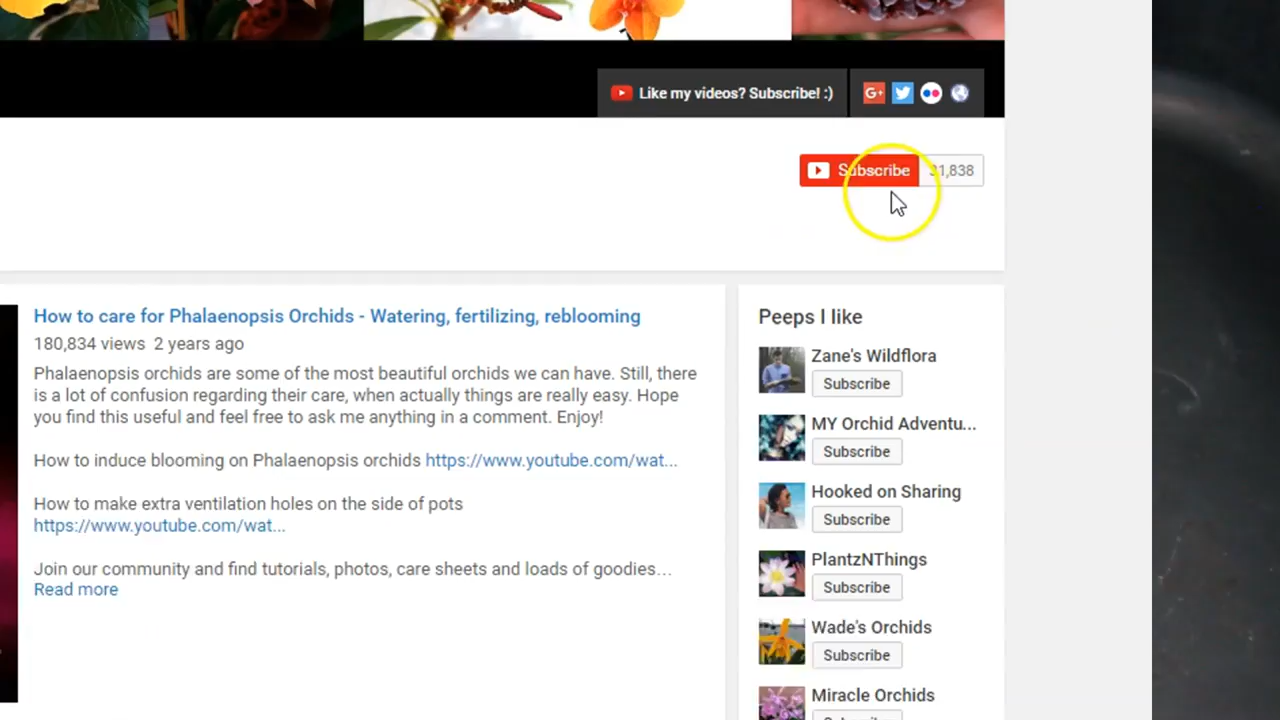 Like my videos? Subscribe! :)
G+
Subscribe
How to care for Phalaenopsis Orchids - Watering, fertilizing, reblooming
180,834 views 2 years ago
Phalaenopsis orchids are some of the most beautiful orchids we can have. Still, there
is a lot of confusion regarding their care, when actually things are really easy. Hope
you find this useful and feel free to ask me anything in a comment. Enjoy!
How to induce blooming on Phalaenopsis orchids https://www.youtube.com/wat...
How to make extra ventilation holes on the side of pots
https://www.youtube.com/wat...
Join our community and find tutorials, photos, care sheets and loads of goodies...
Read more
Peeps I like
Zane's Wildflora
Subscribe
MY Orchid Adventu...
Subscribe
Hooked on Sharing
Subscribe
PlantzNThings
Subscribe
Wade's Orchids
Subscribe
Miracle Orchids